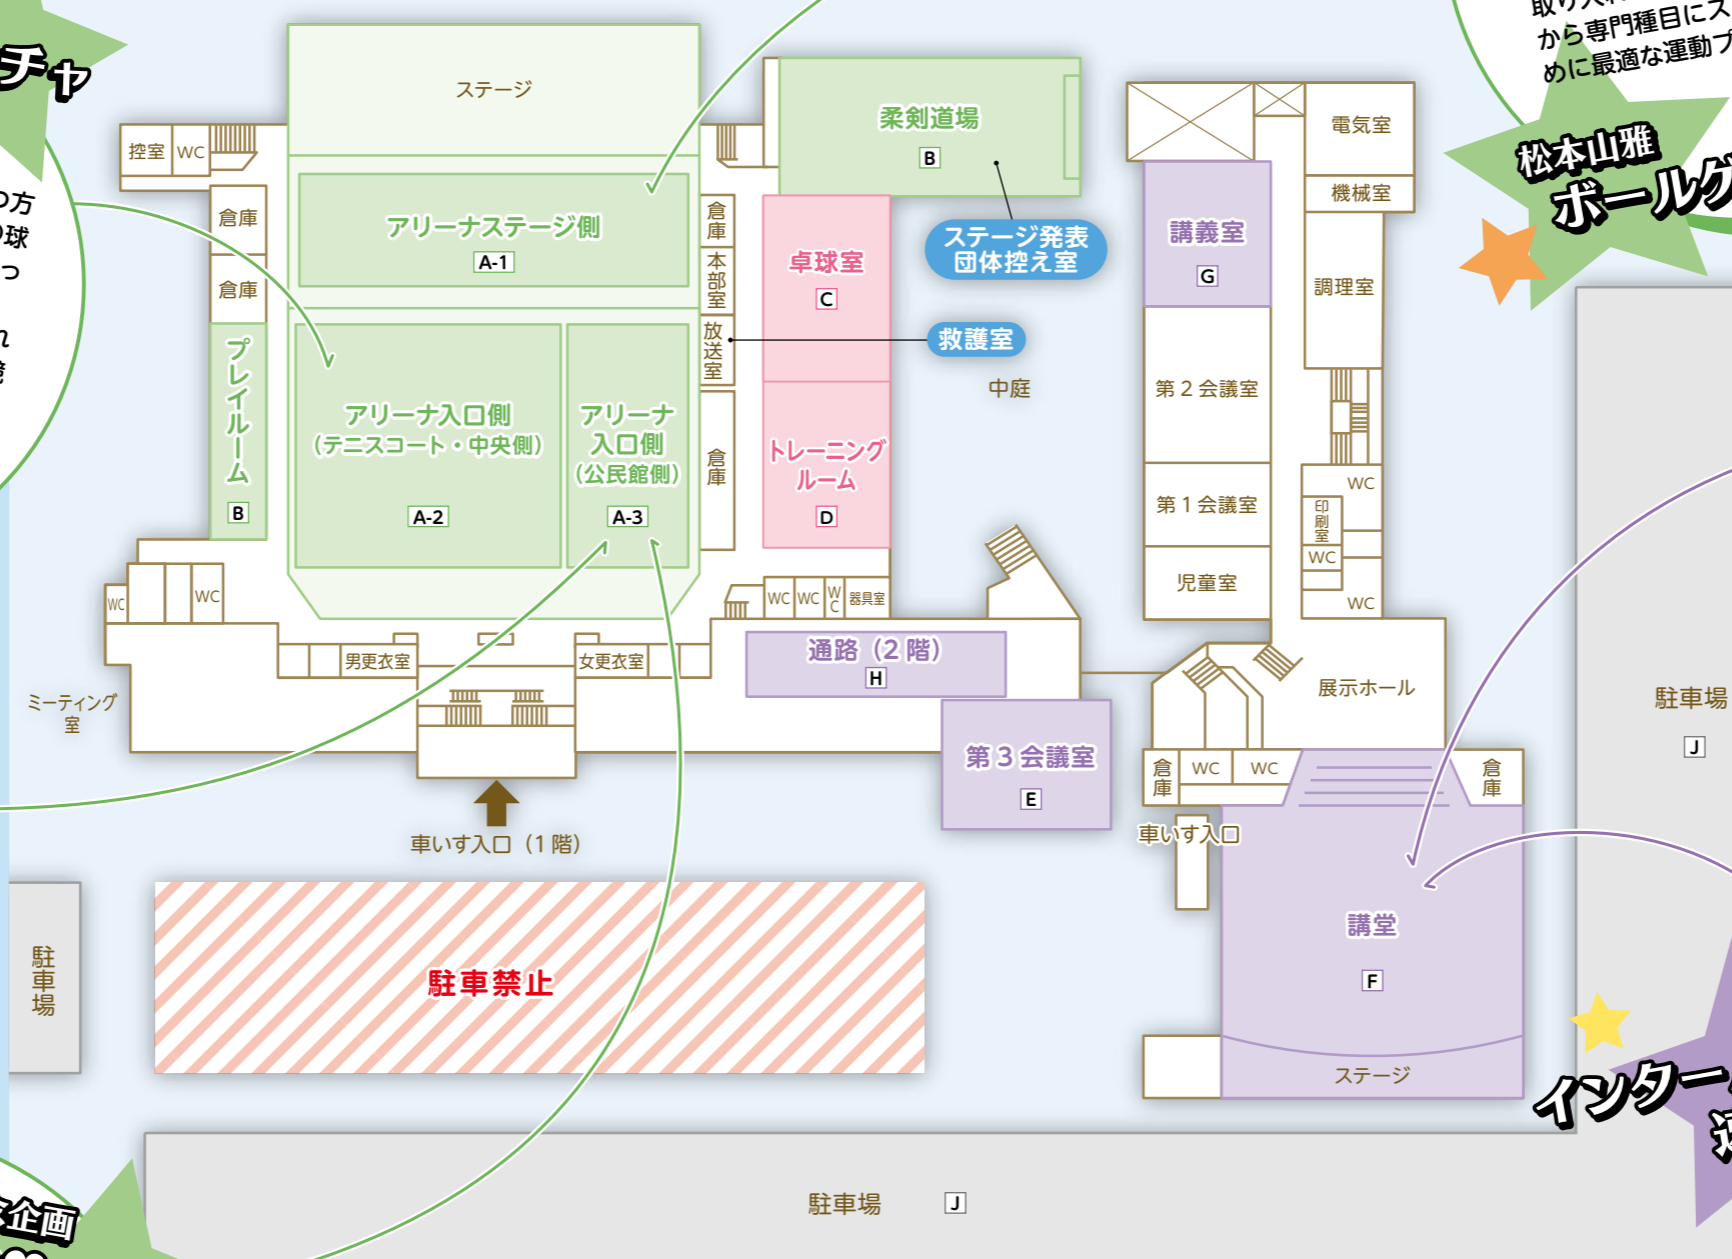 チャ
の方
球
っ
れ
ステージ
控室
WC
倉庫
倉庫
プレイルーム
B
アリーナステージ側
A-1
アリーナ入口側
（テニスコート・中央側）
A-2
アリーナ
入口側
（公民館側）
A-3
倉庫
本部室
放送室
倉庫
柔剣道場
B
ステージ発表
団体控え室
卓球室
C
救護室
トレーニング
ルーム
D
中庭
WC
WC
WC
WC
WC
器具室
男更衣室
女更衣室
ミーティング
室
通路（2階）
H
第3会議室
E
車いす入口（1階）
駐車禁止
駐車場
から専門種目にス
めに最適な運動プ
松本山雅
ボールゲ
電気室
機械室
講義室
G
調理室
第2会議室
第1会議室
児童室
WC
印刷室
WC
WC
展示ホール
倉庫
WC
WC
倉庫
車いす入口
講堂
F
ステージ
駐車場
J
インター
企画
駐車場
J